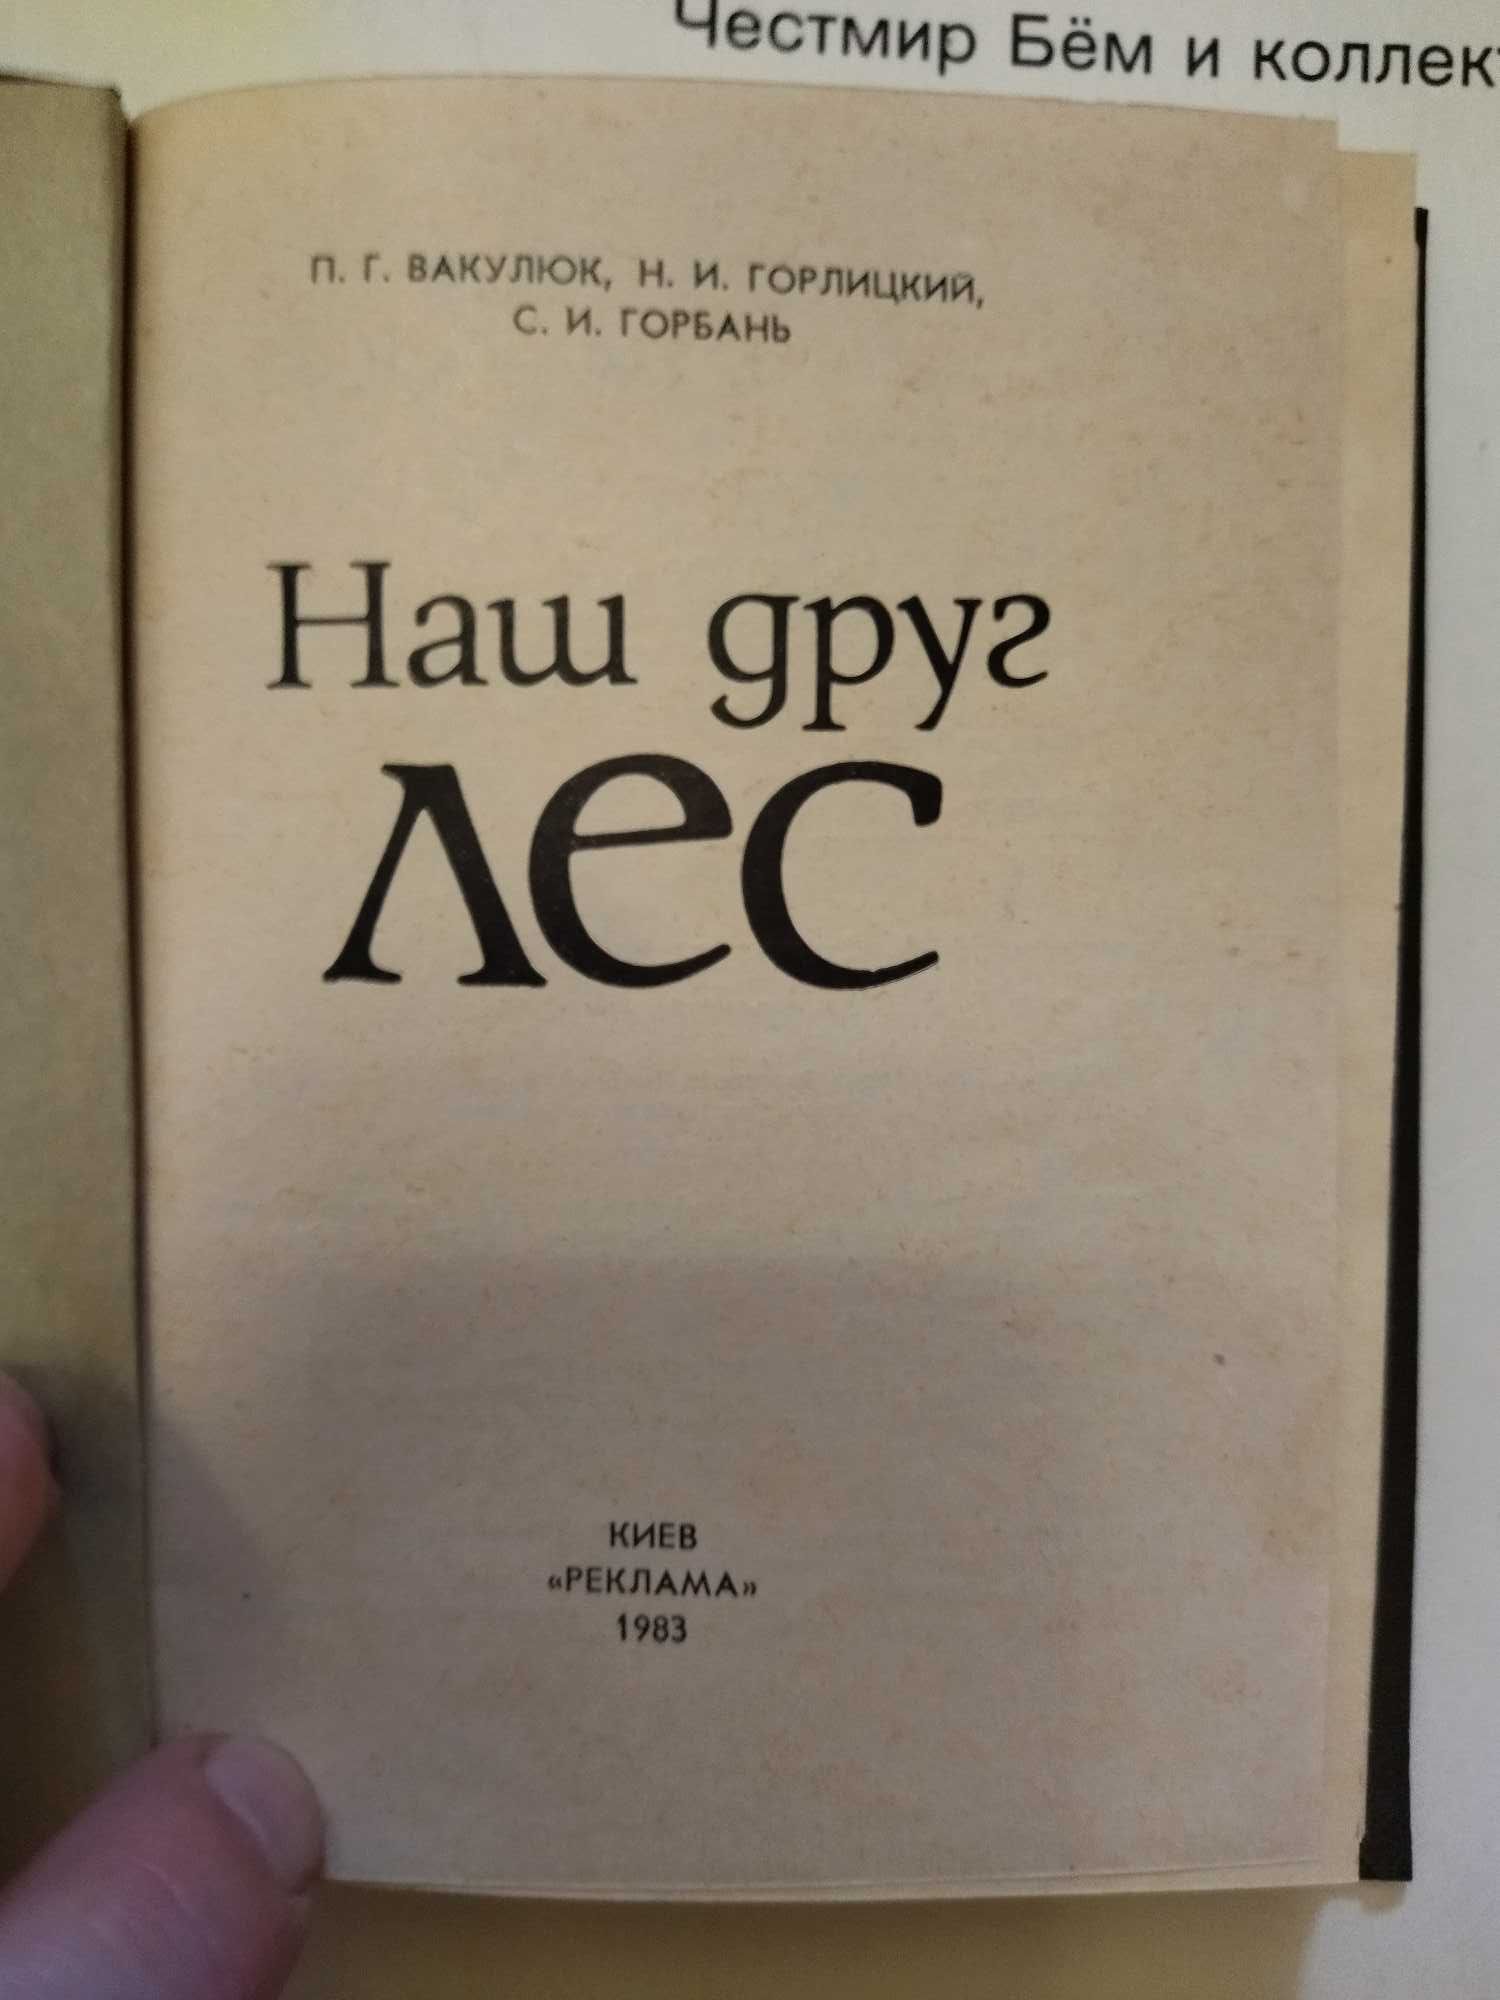 Честмир Бём и коллек
П. Г. ВАКУЛЮК, Н. И. ГОРЛИЦКИЙ,
С. И. ГОРБАНЬ
Наш друг
лес
КИЕВ
«РЕКЛАМА»
1983